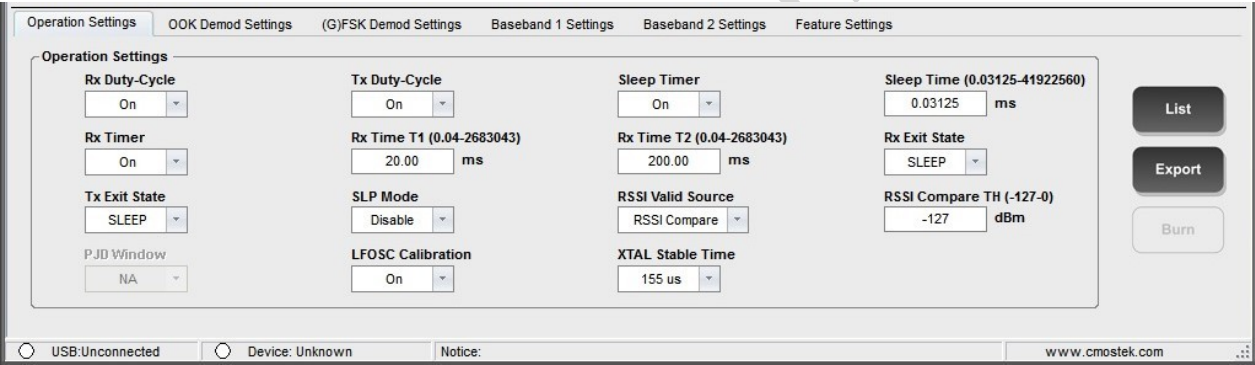 Operation Settings OOK Demod Settings (G)FSK Demod Settings Baseband 1 Settings Baseband 2 Settings Feature Settings
Operation Settings
Rx Duty-Cycle Tx Duty-Cycle Sleep Timer Sleep Time (0.03125-41922560)
On On On 0.03125 ms
List
Rx Timer Rx Time T1 (0.04-2683043) Rx Time T2 (0.04-2683043) Rx Exit State
On 20.00 ms 200.00 ms SLEEP
Export
Tx Exit State SLP Mode RSSI Valid Source RSSI Compare TH (-127-0)
SLEEP Disable RSSI Compare -127 dBm
Burn
PJD Window LFOSC Calibration XTAL Stable Time
NA On 155 us
USB:Unconnected Device: Unknown Notice: www.cmostek.com